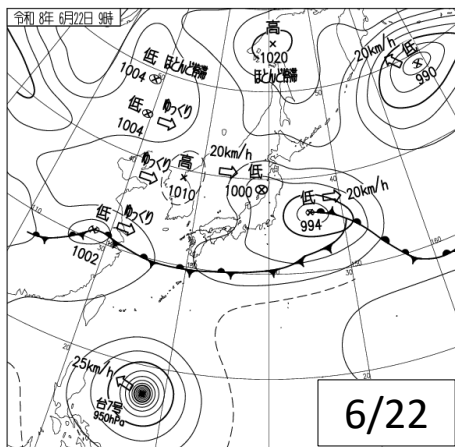 令和 8年 6月22日 9時
高
1020
ほとんど停滞
低 ほとんど停滞
1004
低 ゆっくり
1004
20km/h 低
990
ゆっくり 高
1010
20km/h
低
1000
低 20km/h
994
低 ゆっくり
1002
25km/h
台7号
950hPa
6/22